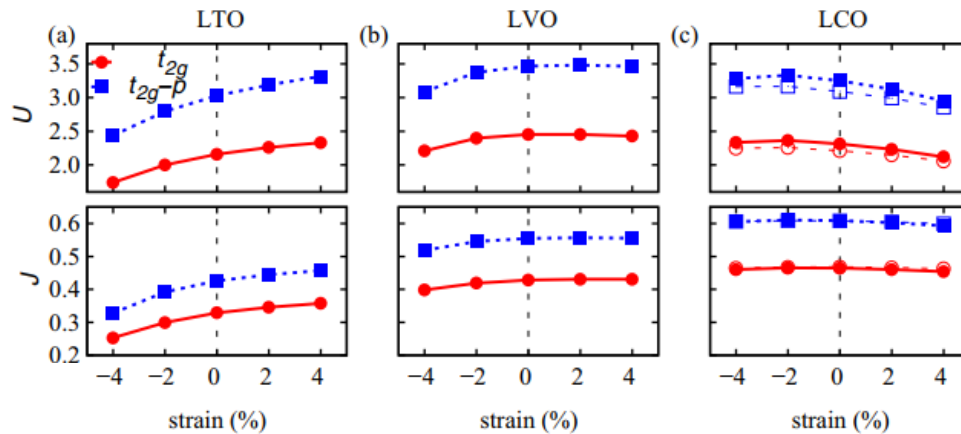 LTO LVO LCO
(a) (b) (c)
3.5
3.0
2.5
2.0
U
t2g
t2g−p
0.6
0.5
0.4
0.3
0.2
J
−4 −2 0 2 4 −4 −2 0 2 4 −4 −2 0 2 4
strain (%) strain (%) strain (%)